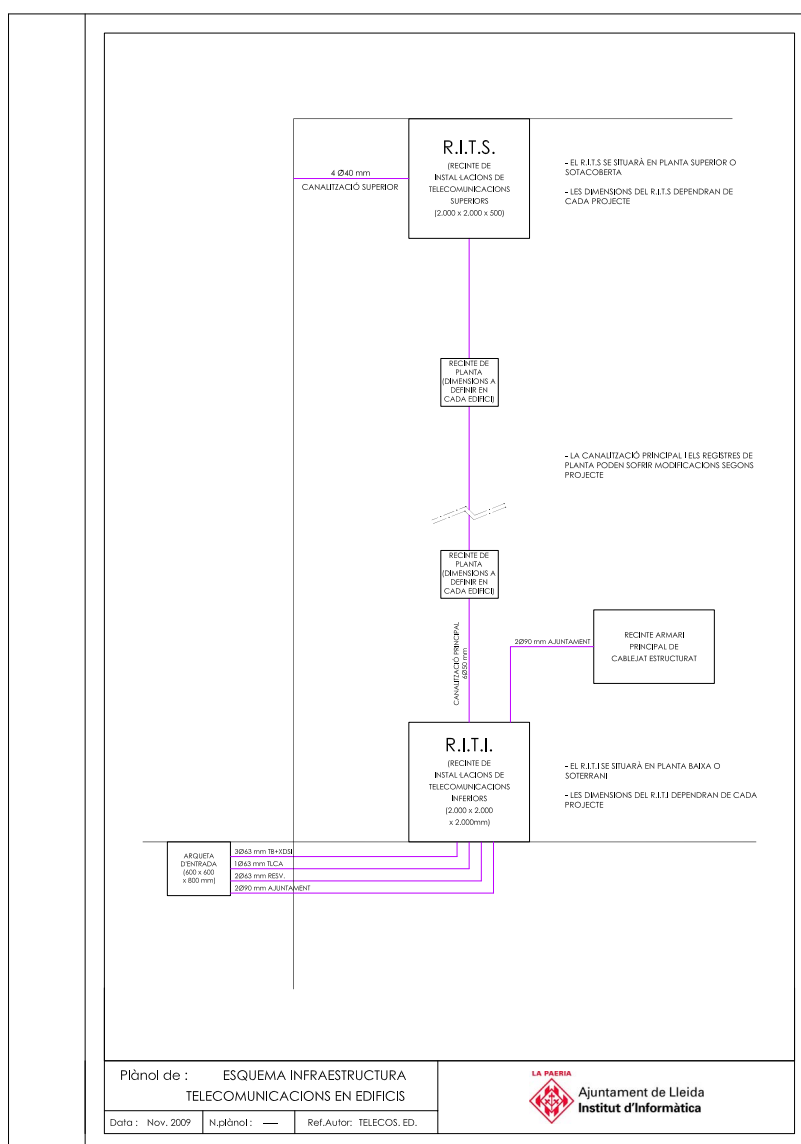 R.I.T.S.
(RECINTE DE
INSTAL·LACIONS DE
TELECOMUNICACIONS
SUPERIORS
(2.000 x 2.000 x 500)
4 Ø40 mm
CANALITZACIÓ SUPERIOR
- EL R.I.T.S SE SITUARÀ EN PLANTA SUPERIOR O
SOTACOBERTA
- LES DIMENSIONS DEL R.I.T.S DEPENDRAN DE
CADA PROJECTE
RECINTE DE
PLANTA
(DIMENSIONS A
DEFINIR EN
CADA EDIFICI)
- LA CANALITZACIÓ PRINCIPAL I ELS REGISTRES DE
PLANTA PODEN SOFRIR MODIFICACIONS SEGONS
PROJECTE
RECINTE DE
PLANTA
(DIMENSIONS A
DEFINIR EN
CADA EDIFICI)
CANALITZACIÓ PRINCIPAL
6Ø50 mm
2Ø90 mm AJUNTAMENT
RECINTE ARMARI
PRINCIPAL DE
CABLEJAT ESTRUCTURAT
R.I.T.I.
(RECINTE DE
INSTAL·LACIONS DE
TELECOMUNICACIONS
INFERIORS
(2.000 x 2.000
x 2.000mm)
- EL R.I.T.I SE SITUARÀ EN PLANTA BAIXA O
SOTERRANI
- LES DIMENSIONS DEL R.I.T.I DEPENDRAN DE CADA
PROJECTE
ARQUETA
D'ENTRADA
(600 x 600
x 800 mm)
3Ø63 mm TB+XDSI
1Ø63 mm TLCA
2Ø63 mm RESV.
2Ø90 mm AJUNTAMENT
Plànol de : ESQUEMA INFRAESTRUCTURA
TELECOMUNICACIONS EN EDIFICIS
Data : Nov. 2009 N.plànol : — Ref.Autor: TELECOS. ED.
LA PAERIA
Ajuntament de Lleida
Institut d'Informàtica